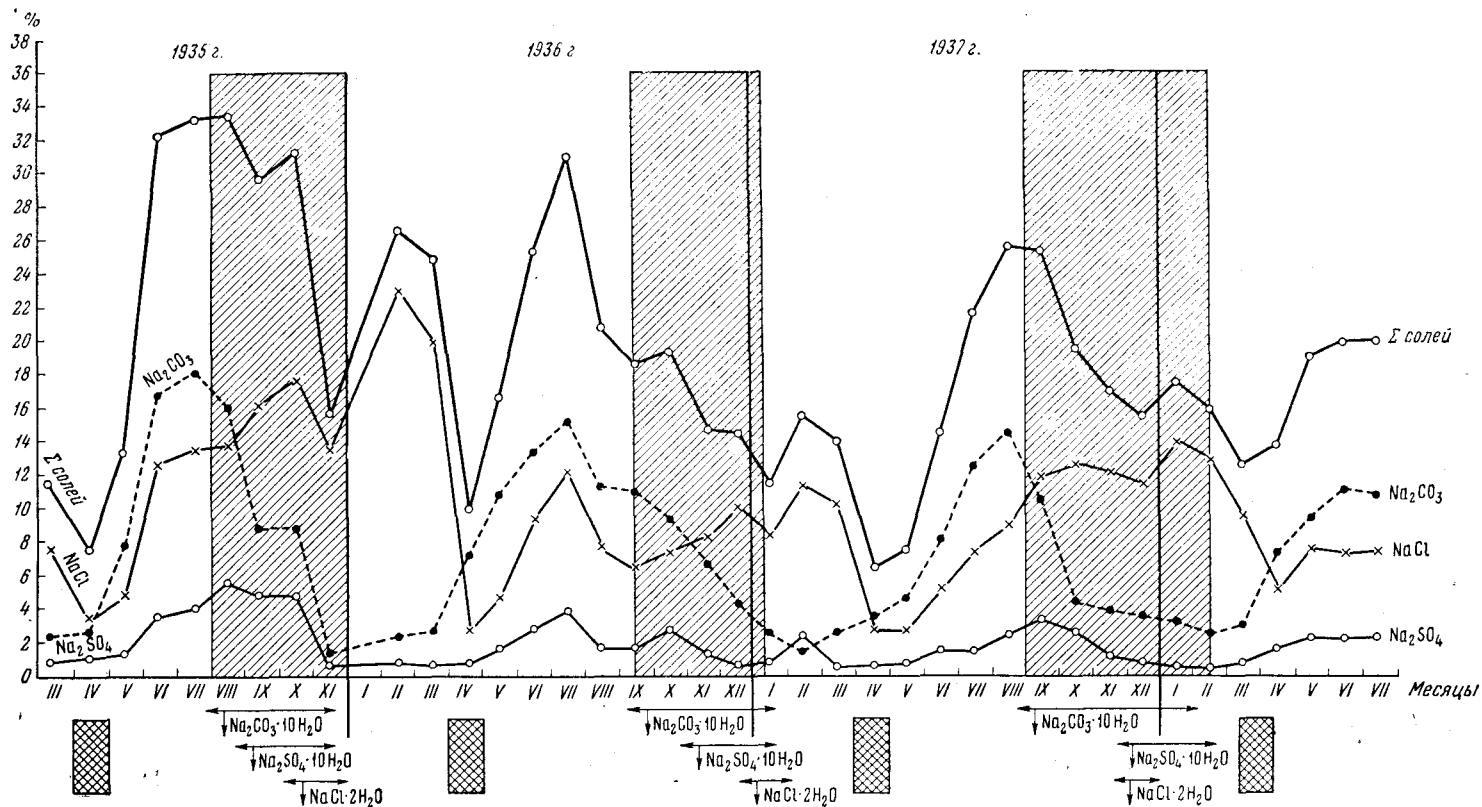 %
1935 г.
1936 г
1937 г.
38
36
34
32
30
28
26
24
22
20
18
16
14
12
10
8
6
4
2
0
Σ солей
NaCl
Na₂SO₄
Na₂CO₃
Σ солей
Na₂CO₃
NaCl
Na₂SO₄
III IV V VI VII VIII IX X XI I II III IV V VI VII VIII IX X XI XII I II III IV V VI VII VIII IX X XI XII I II III IV V VI VII Месяцы
↓Na₂CO₃·10H₂O
↓Na₂SO₄·10H₂O
↓NaCl·2H₂O
↓Na₂CO₃·10H₂O
↓Na₂SO₄·10H₂O
↓NaCl·2H₂O
↓Na₂CO₃·10H₂O
↓Na₂SO₄·10H₂O
↓NaCl·2H₂O